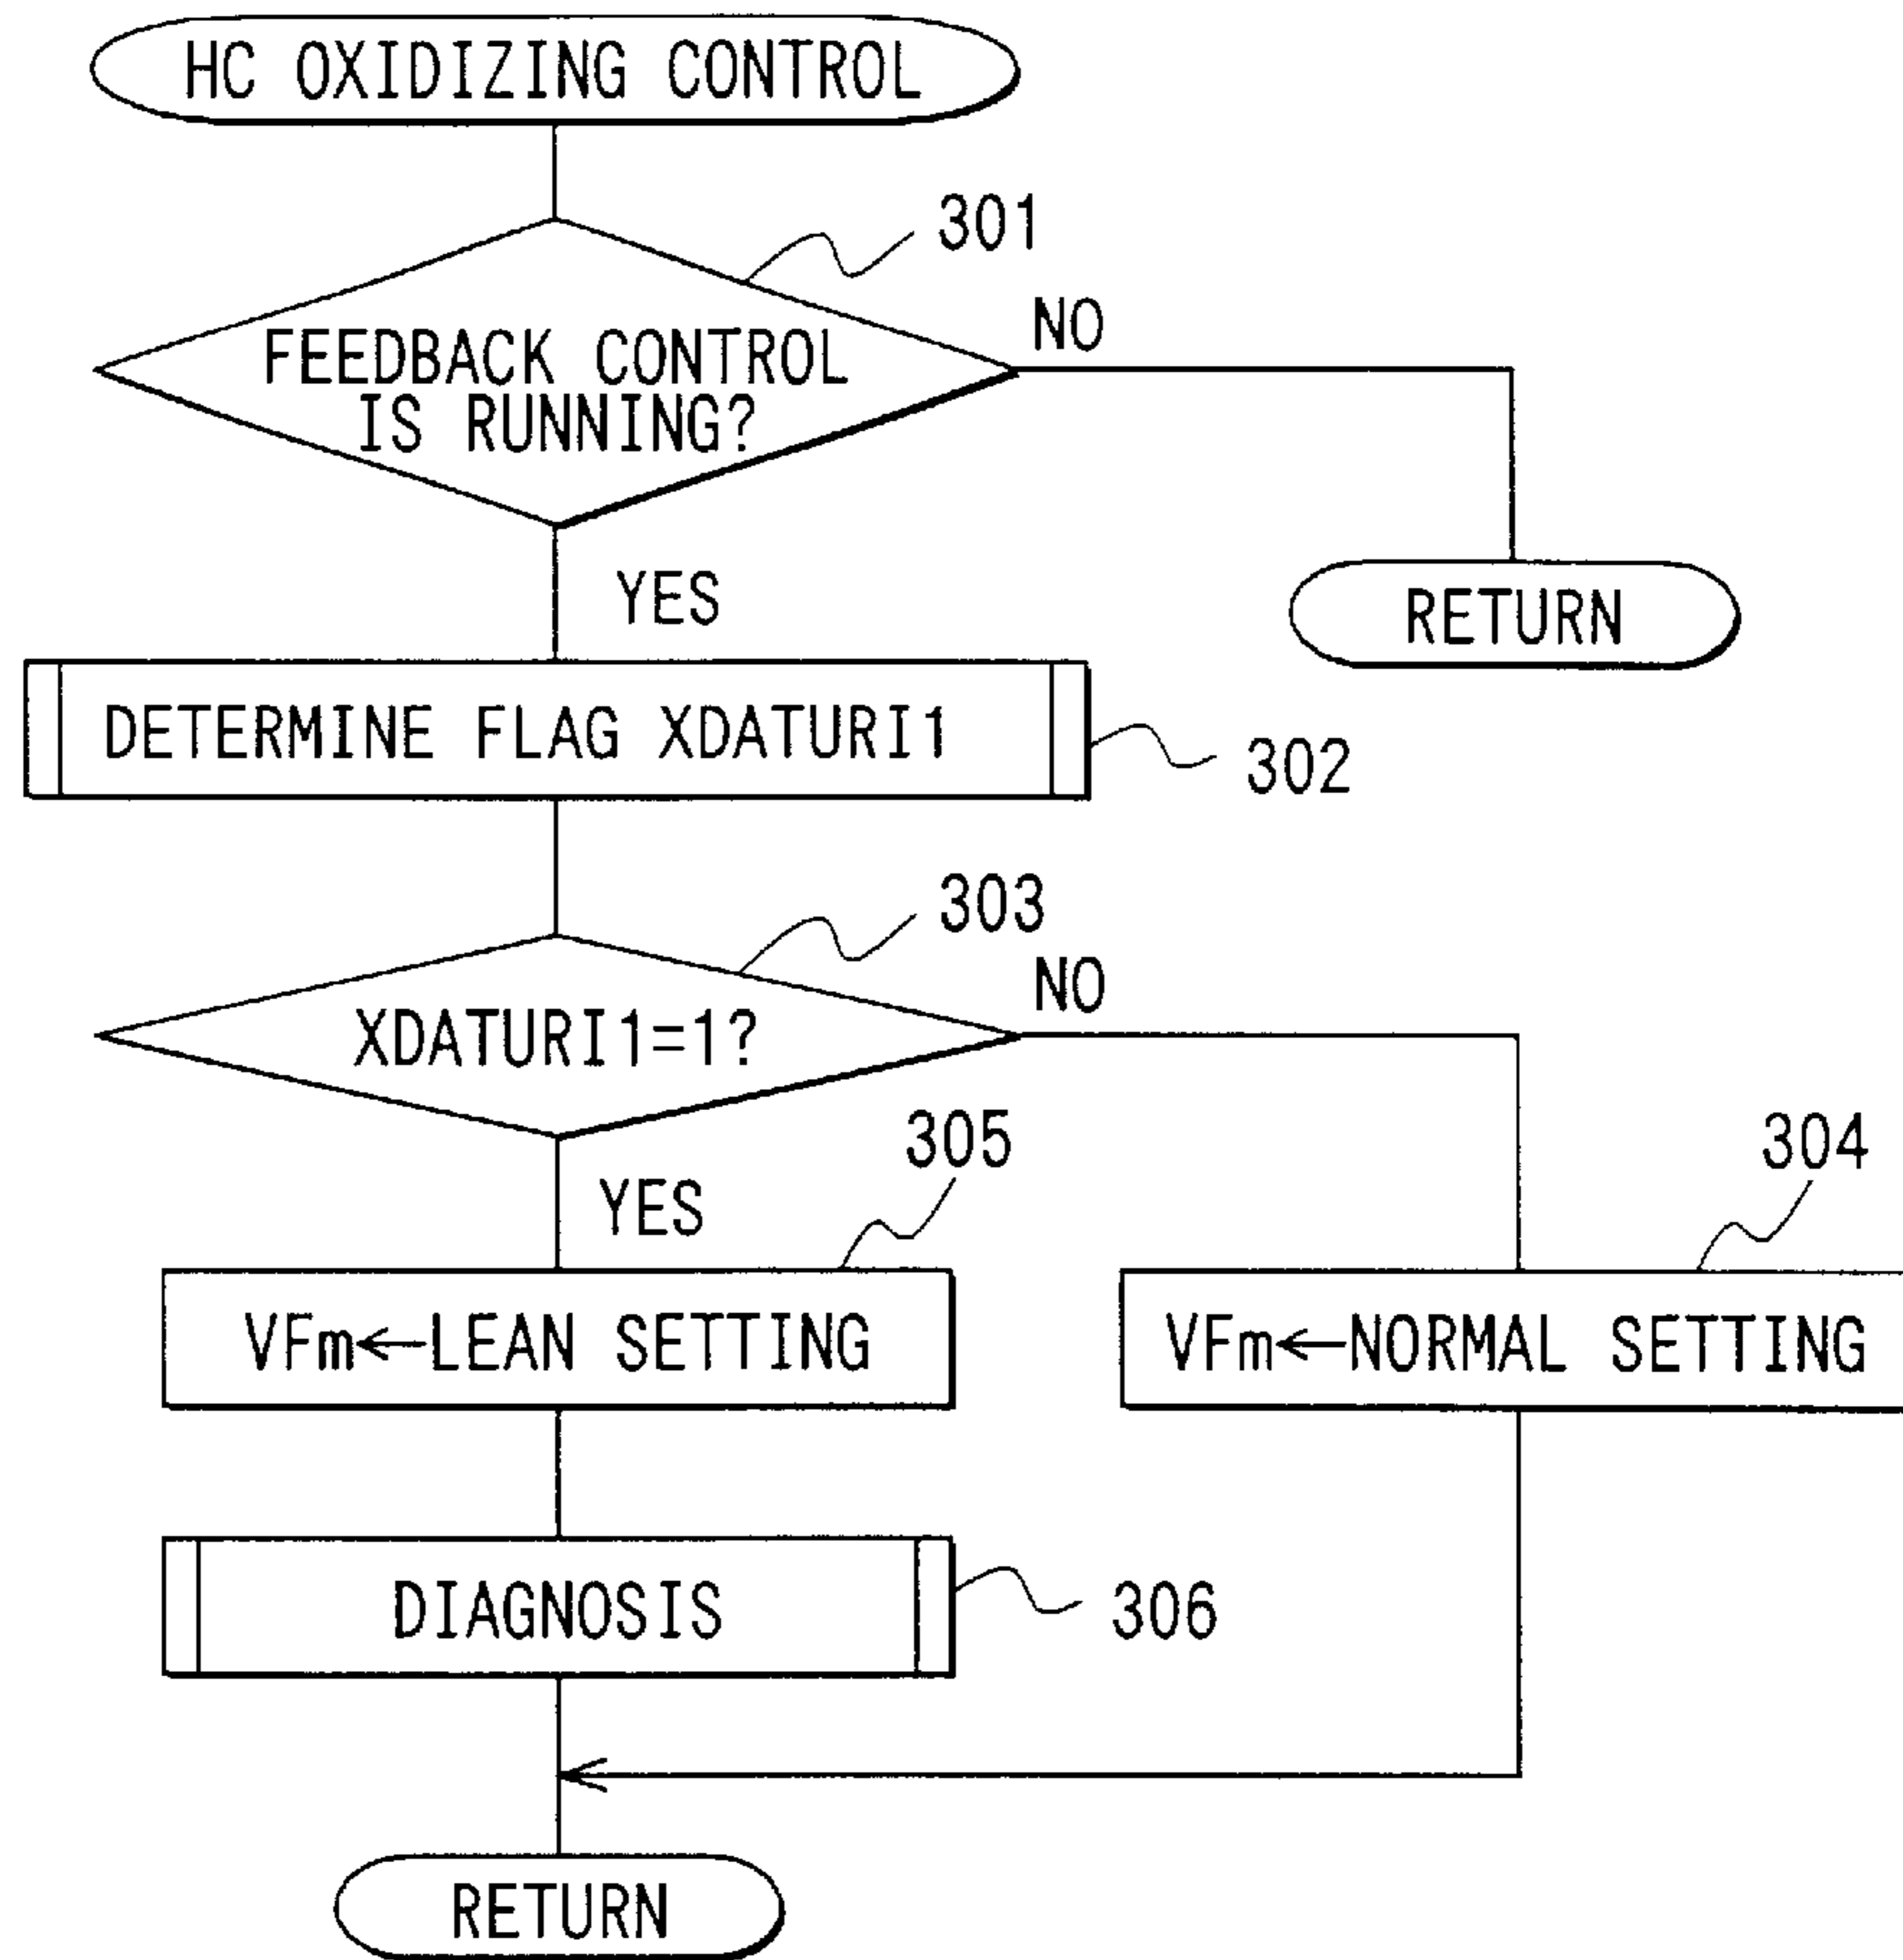 HC OXIDIZING CONTROL
301
FEEDBACK CONTROL
IS RUNNING?
NO
YES
RETURN
DETERMINE FLAG XDATURI1
302
303
XDATURI1=1?
NO
YES
305
304
VFm←LEAN SETTING
VFm←NORMAL SETTING
DIAGNOSIS
306
RETURN